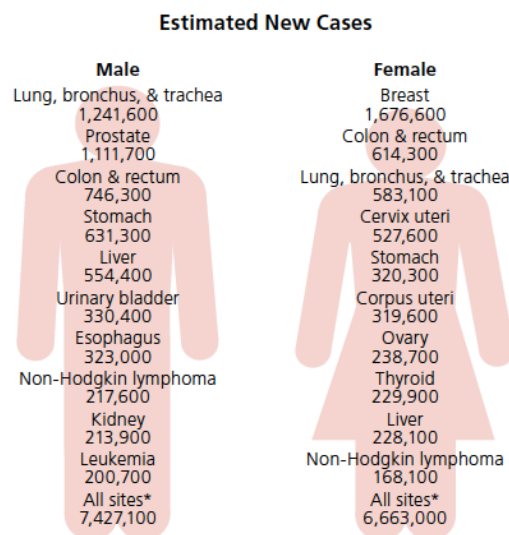 Estimated New Cases
Male
Lung, bronchus, & trachea
1,241,600
Prostate
1,111,700
Colon & rectum
746,300
Stomach
631,300
Liver
554,400
Urinary bladder
330,400
Esophagus
323,000
Non-Hodgkin lymphoma
217,600
Kidney
213,900
Leukemia
200,700
All sites*
7,427,100
Female
Breast
1,676,600
Colon & rectum
614,300
Lung, bronchus, & trachea
583,100
Cervix uteri
527,600
Stomach
320,300
Corpus uteri
319,600
Ovary
238,700
Thyroid
229,900
Liver
228,100
Non-Hodgkin lymphoma
168,100
All sites*
6,663,000